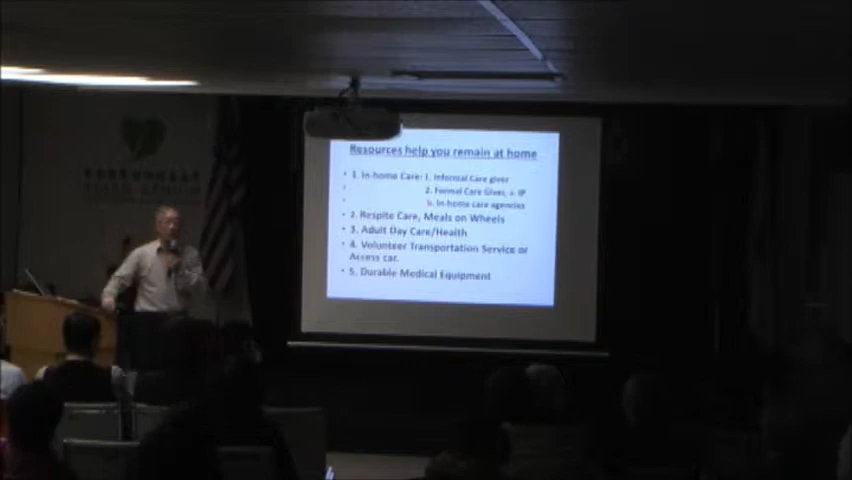 Resources help you remain at home
• 1. In-home Care: 1. Informal Care giver
• 2. Formal Care Giver, a. IP
• b. In-home care agencies
• 2. Respite Care, Meals on Wheels
• 3. Adult Day Care/Health
• 4. Volunteer Transportation Service or
Access car.
• 5. Durable Medical Equipment